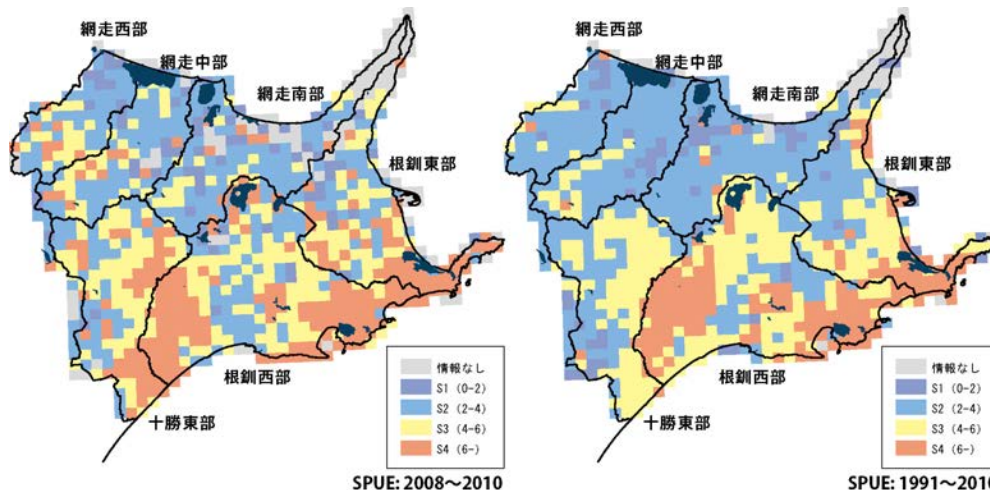 網走西部
網走中部
網走南部
根釧東部
根釧西部
十勝東部
情報なし
S1 (0-2)
S2 (2-4)
S3 (4-6)
S4 (6-)
SPUE: 2008～2010
網走西部
網走中部
網走南部
根釧東部
根釧西部
十勝東部
情報なし
S1 (0-2)
S2 (2-4)
S3 (4-6)
S4 (6-)
SPUE: 1991～2010